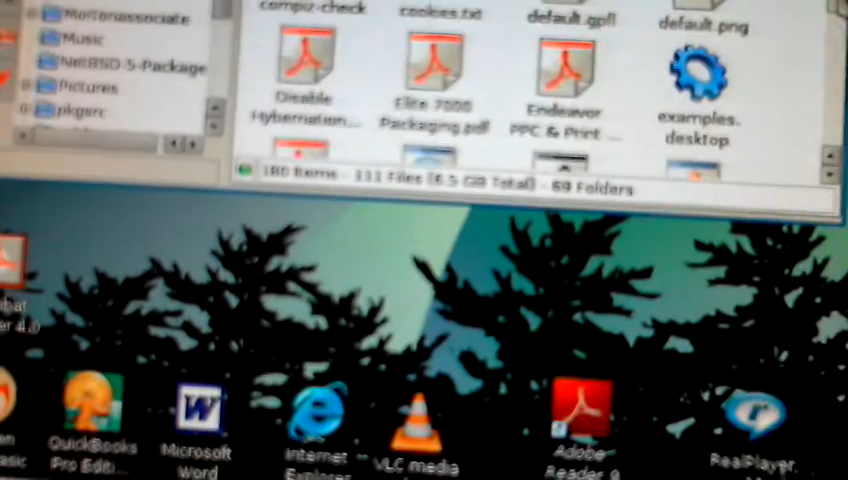 compiz-check
cookies.txt
default.gpfl
default.png
Mortonassociate
Music
NetBSD-5-Package
Pictures
pkgsrc
Disable
Hybernation...
Elite 7000
Packaging.pdf
Endeavor
PPC & Print ...
examples.
desktop
180 Items - 111 Files [6.5 GB Total] - 69 Folders
bat
er 4.0
asic
QuickBooks
Pro Editi...
Microsoft
Word
Internet
Explorer
VLC media
Adobe
Reader 9
RealPlayer.